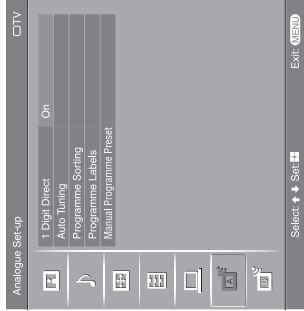 Analogue Set-up TV
1 Digit Direct On
Auto Tuning
Programme Sorting
Programme Labels
Manual Programme Preset
Select: Set: Exit: MENU